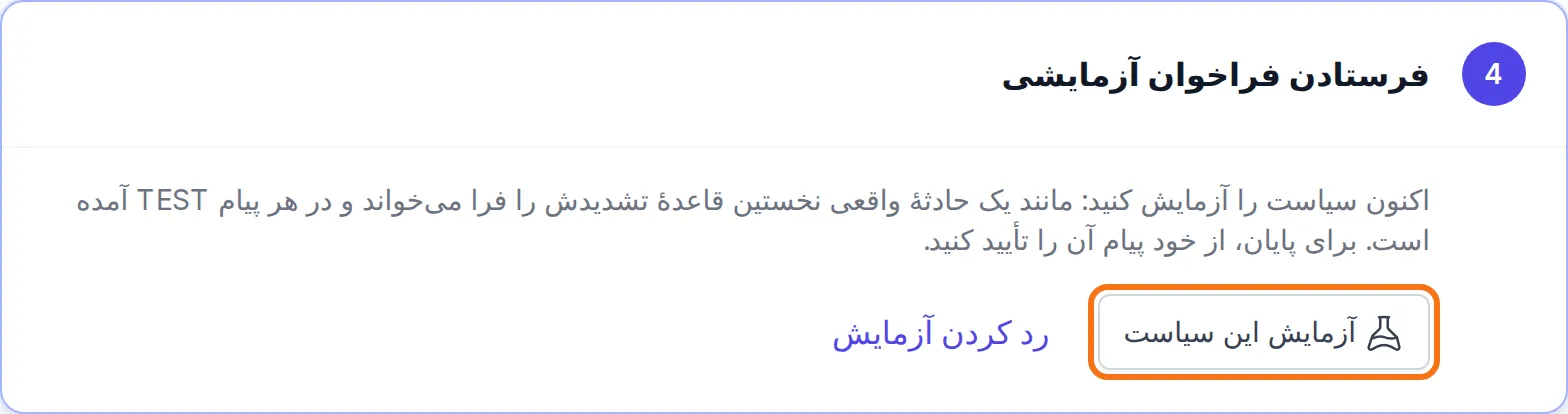 4
فرستادن فراخوان آزمایشی
اکنون سیاست را آزمایش کنید: مانند یک حادثهٔ واقعی نخستین قاعدهٔ تشدیدش را فرا می‌خواند و در هر پیام TEST آمده
است. برای پایان، از خود پیام آن را تأیید کنید.
آزمایش این سیاست
رد کردن آزمایش